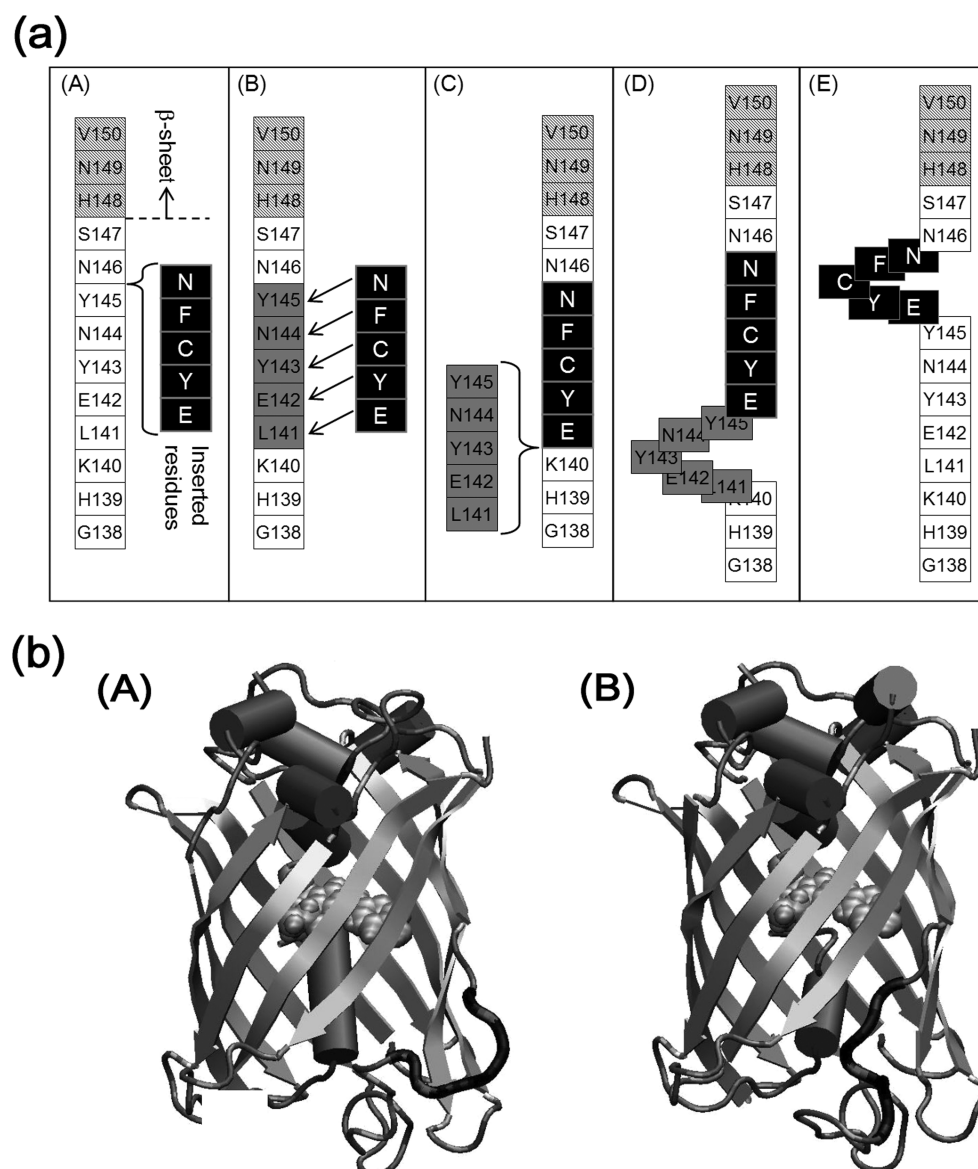 (a)
(A)
V150
N149
H148
S147
N146
Y145
N144
Y143
E142
L141
K140
H139
G138
β-sheet
N
F
C
Y
E
Inserted
residues
(B)
V150
N149
H148
S147
N146
Y145
N144
Y143
E142
L141
K140
H139
G138
N
F
C
Y
E
(C)
V150
N149
H148
S147
N146
N
F
C
Y
E
K140
H139
G138
Y145
N144
Y143
E142
L141
(D)
V150
N149
H148
S147
N146
N
F
C
Y
E
Y145
N144
Y143
E142
L141
K140
H139
G138
(E)
V150
N149
H148
S147
N146
N
F
C
Y
E
Y145
N144
Y143
E142
L141
K140
H139
G138
(b)
(A)
(B)